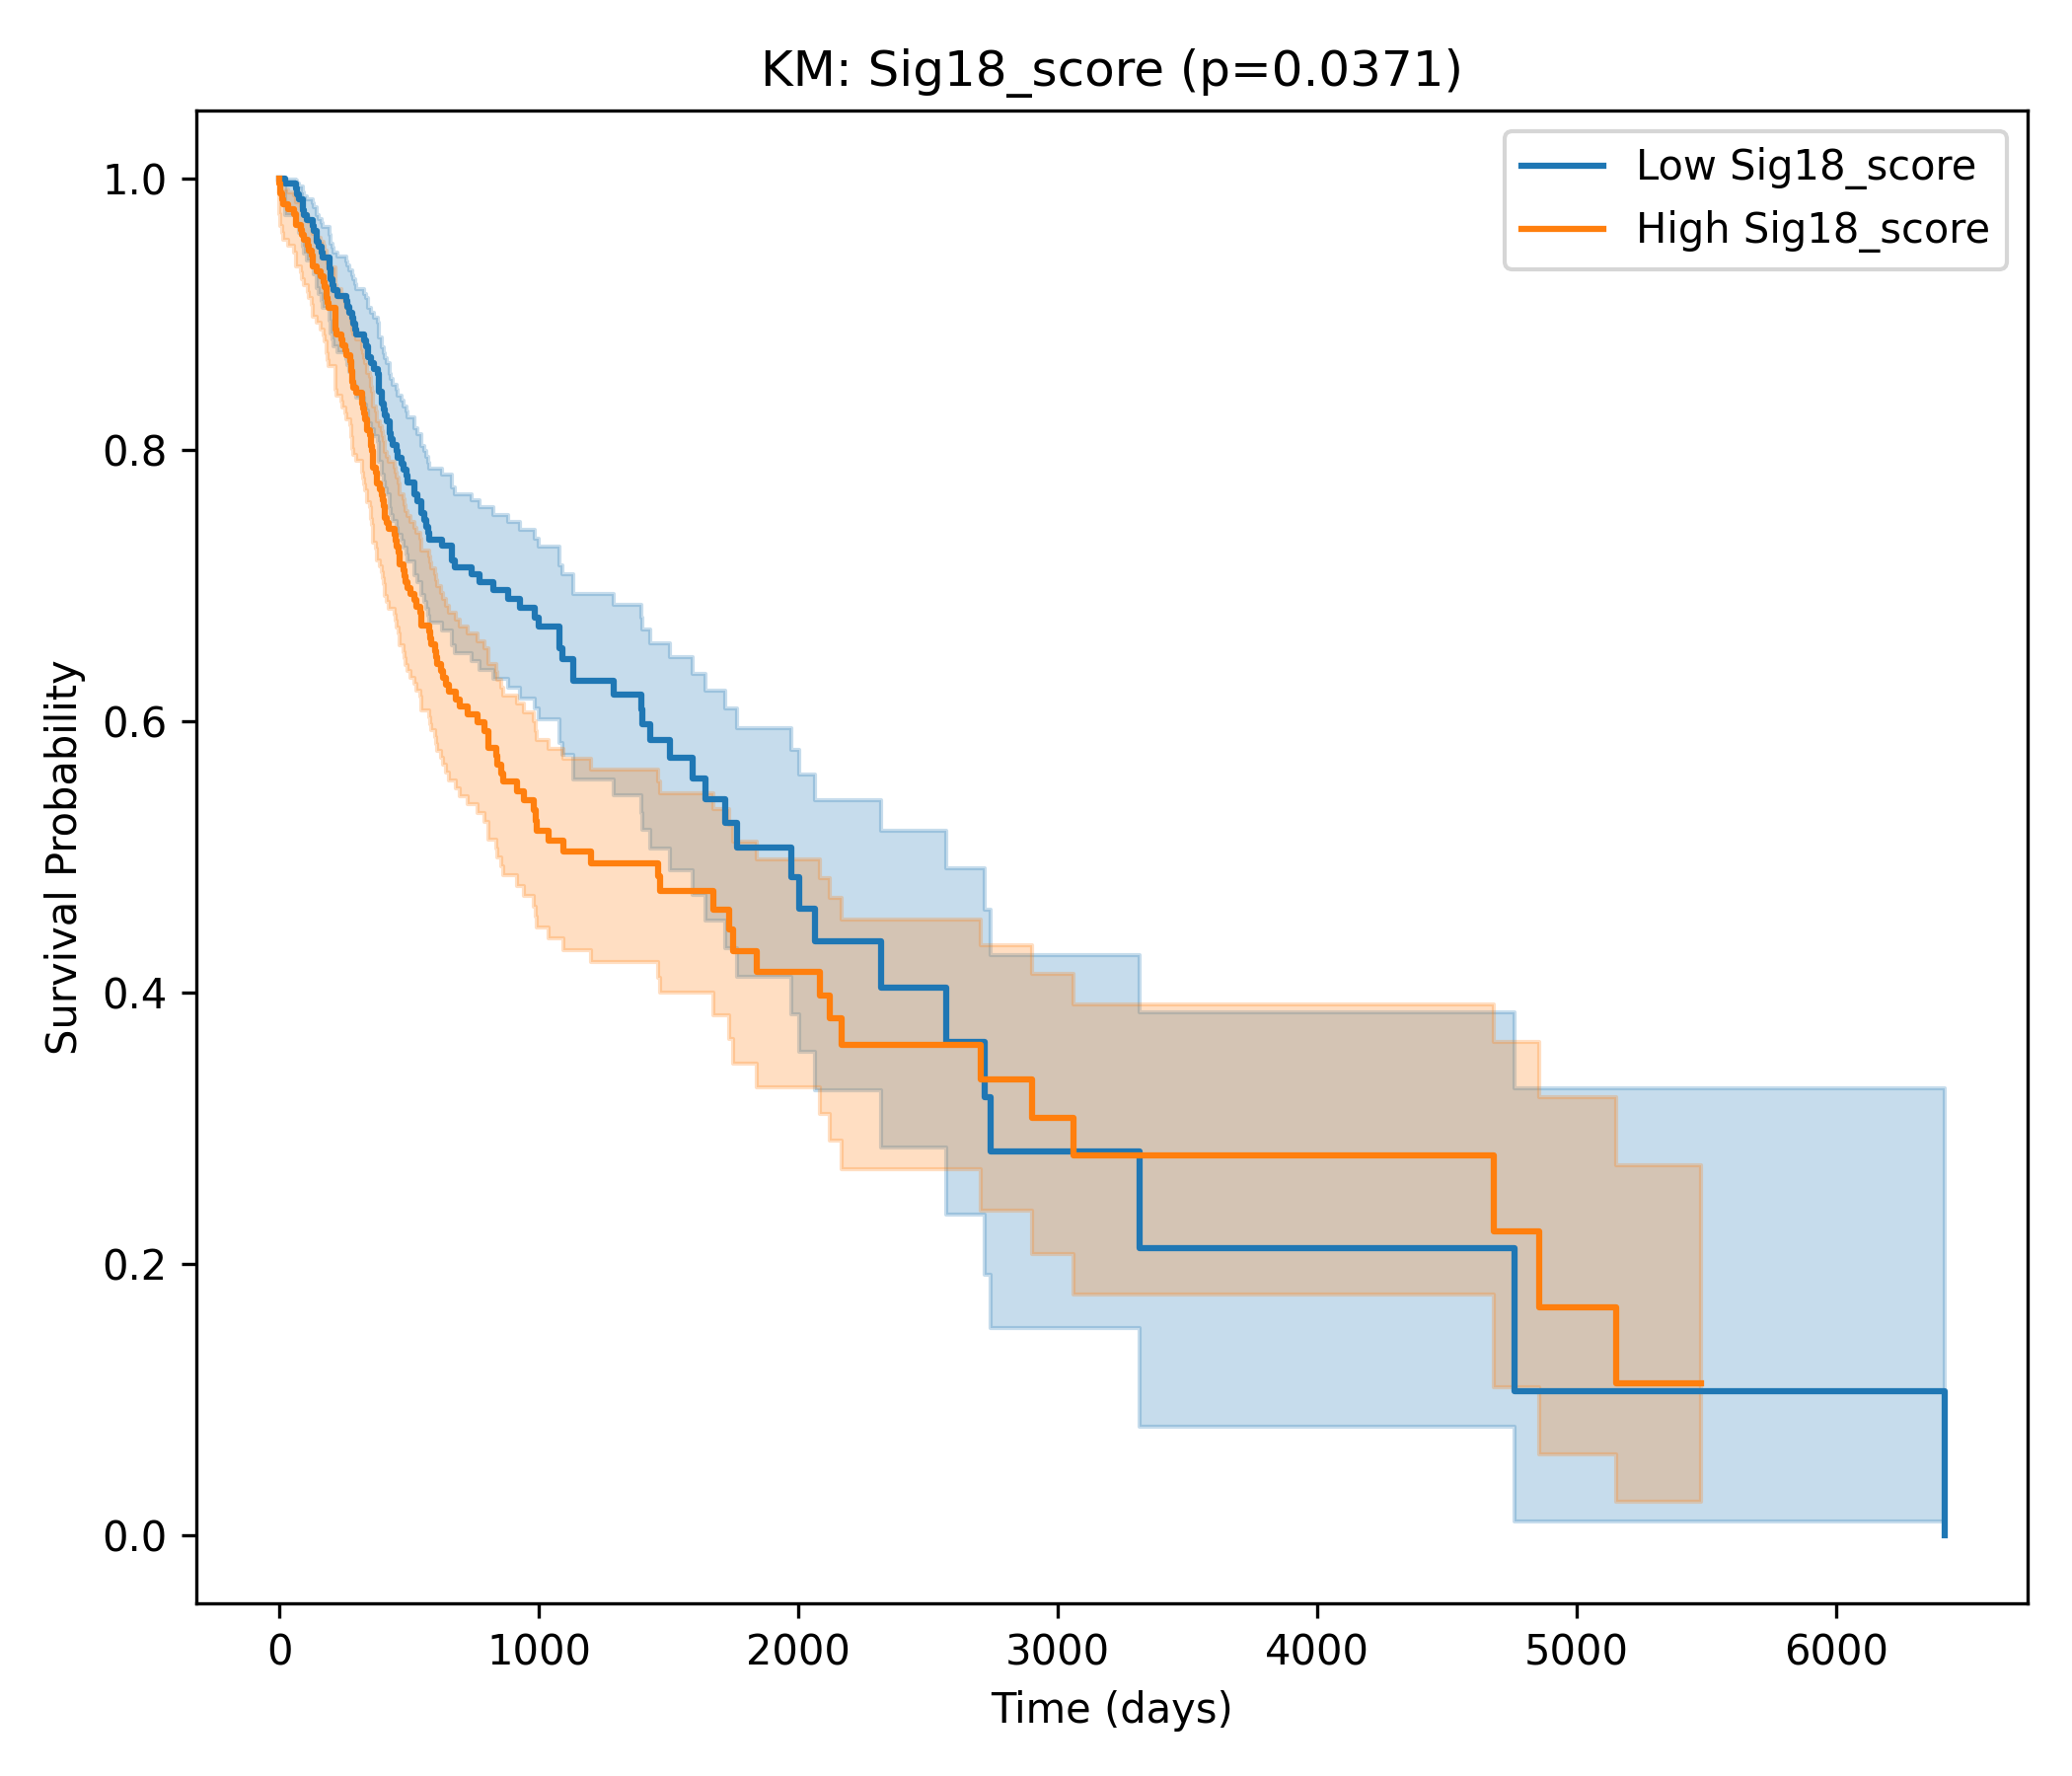 KM: Sig18_score (p=0.0371)
Low Sig18_score
High Sig18_score
1.0
0.8
0.6
0.4
0.2
0.0
Survival Probability
0 1000 2000 3000 4000 5000 6000
Time (days)